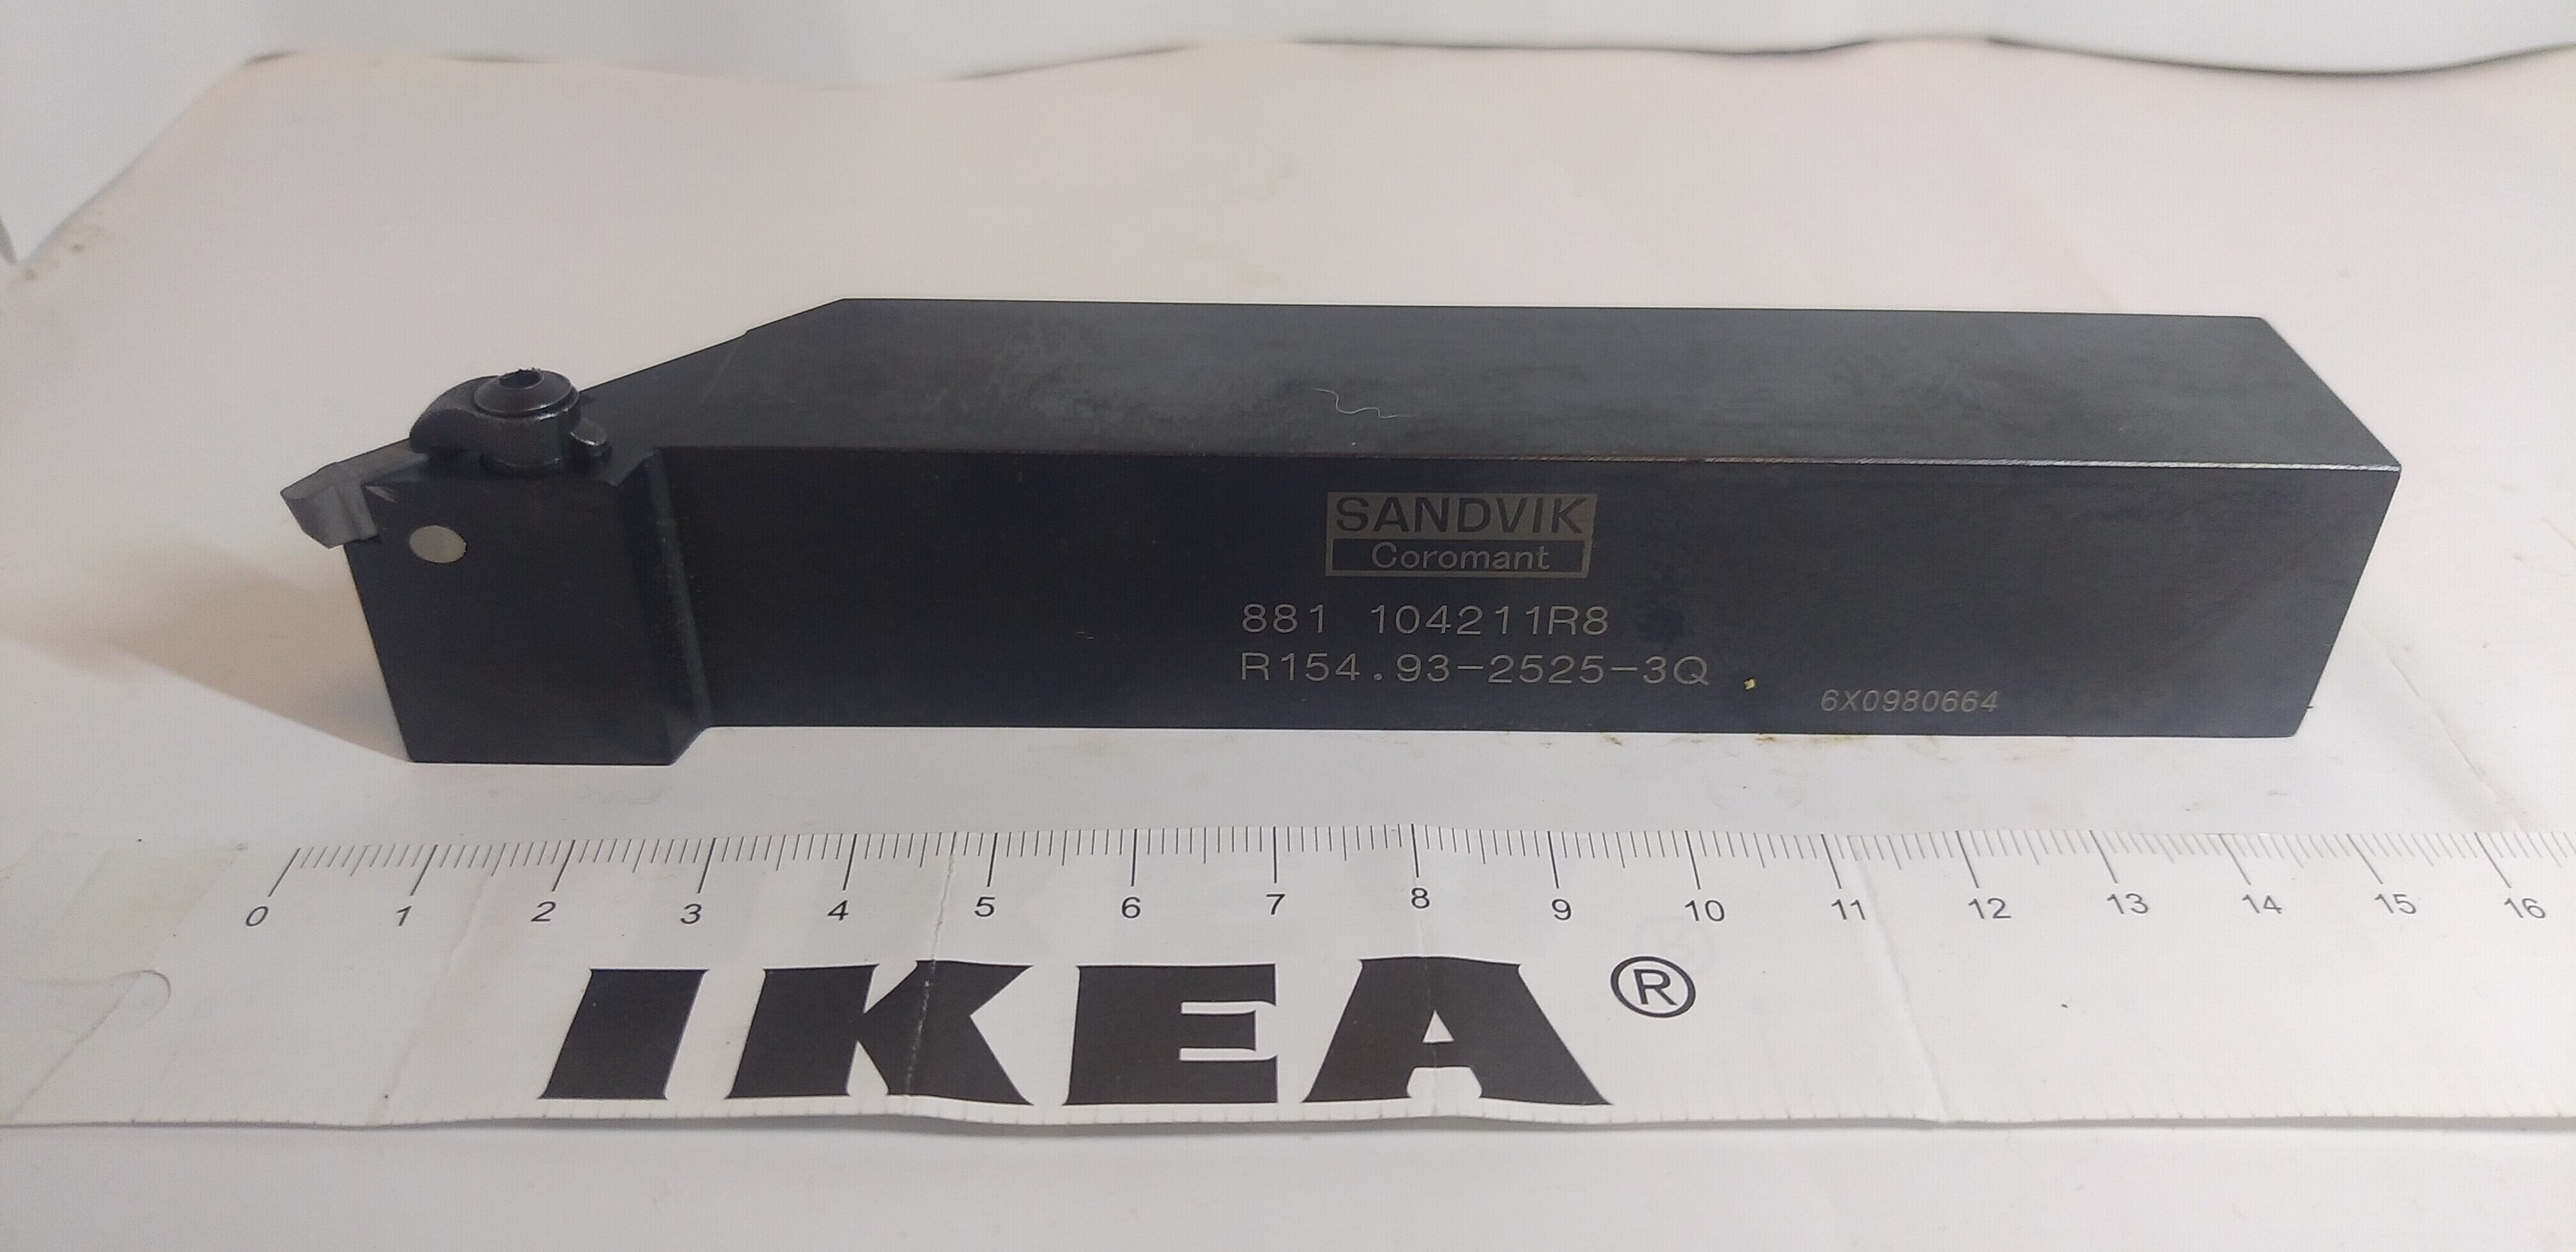 SANDVIK
Coromant
881 104211R8
R154.93-2525-3Q
6X0980664
0 1 2 3 4 5 6 7 8 9 10 11 12 13 14 15 16
IKEA®